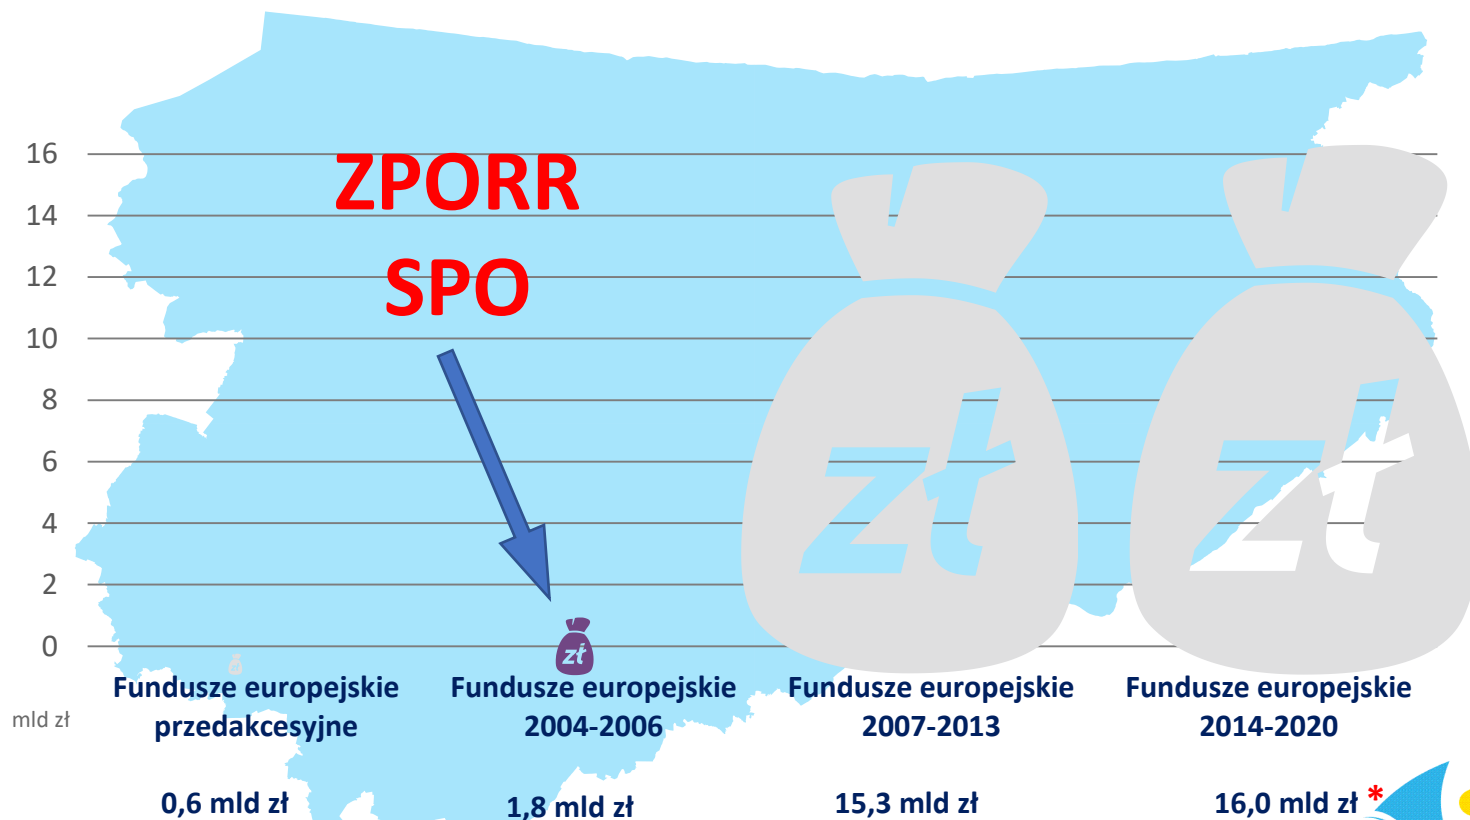 ZPORR
SPO
16
14
12
10
8
6
4
2
0
mld zł
zł
zł
zł
Fundusze europejskie
przedakcesyjne
0,6 mld zł
Fundusze europejskie
2004-2006
1,8 mld zł
Fundusze europejskie
2007-2013
15,3 mld zł
Fundusze europejskie
2014-2020
16,0 mld zł *